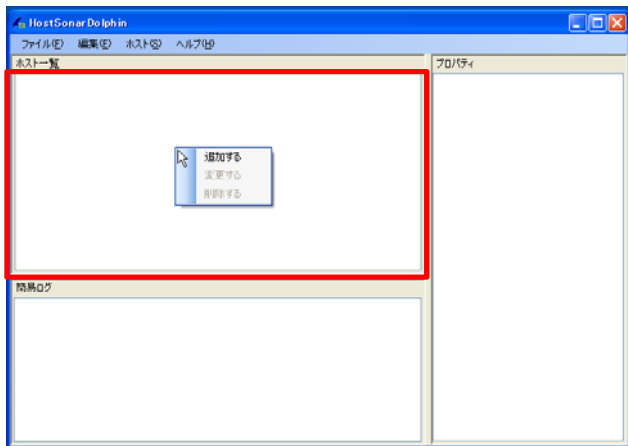 HostSonarDolphin
ファイル(F) 編集(E) ホスト(S) ヘルプ(H)
ホスト一覧
プロパティ
追加する
変更する
削除する
簡易ログ